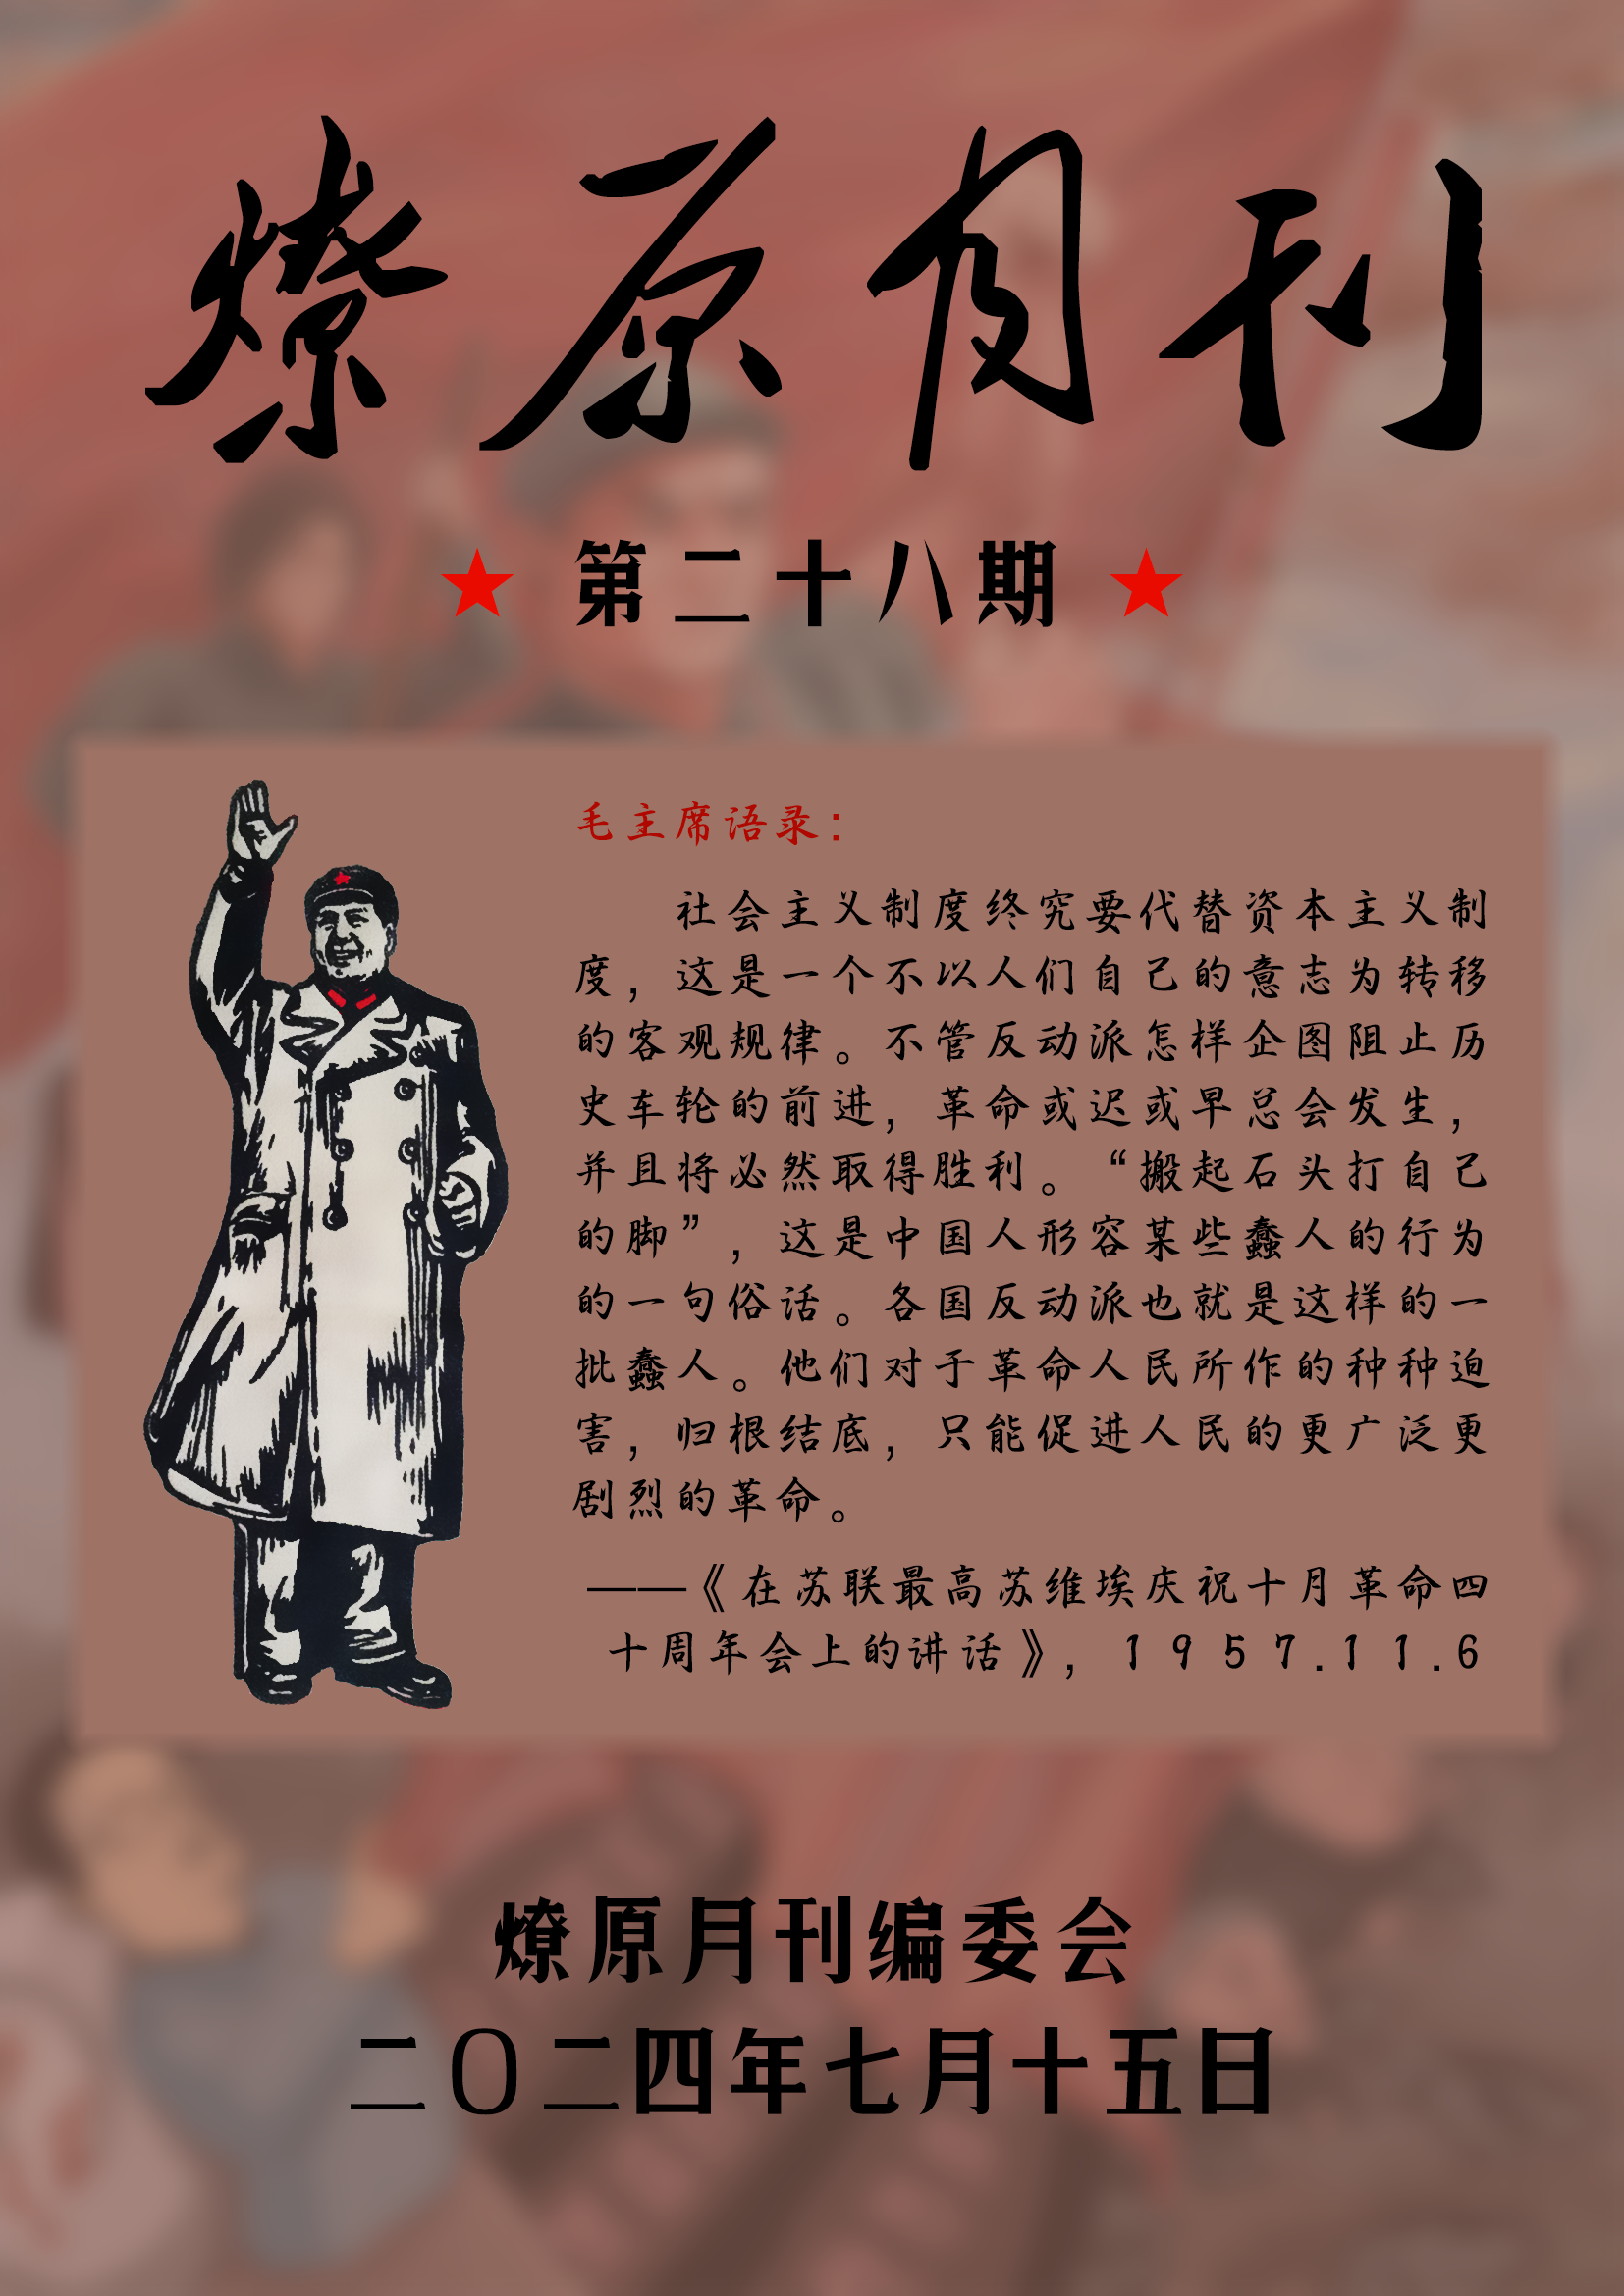 燎原月刊
★ 第二十八期 ★
毛主席语录：
社会主义制度终究要代替资本主义制
度，这是一个不以人们自己的意志为转移
的客观规律。不管反动派怎样企图阻止历
史车轮的前进，革命或迟或早总会发生，
并且将必然取得胜利。“搬起石头打自己
的脚”，这是中国人形容某些蠢人的行为
的一句俗话。各国反动派也就是这样的一
批蠢人。他们对于革命人民所作的种种迫
害，归根结底，只能促进人民的更广泛更
剧烈的革命。
——《在苏联最高苏维埃庆祝十月革命四
十周年会上的讲话》，1957.11.6
燎原月刊编委会
二〇二四年七月十五日